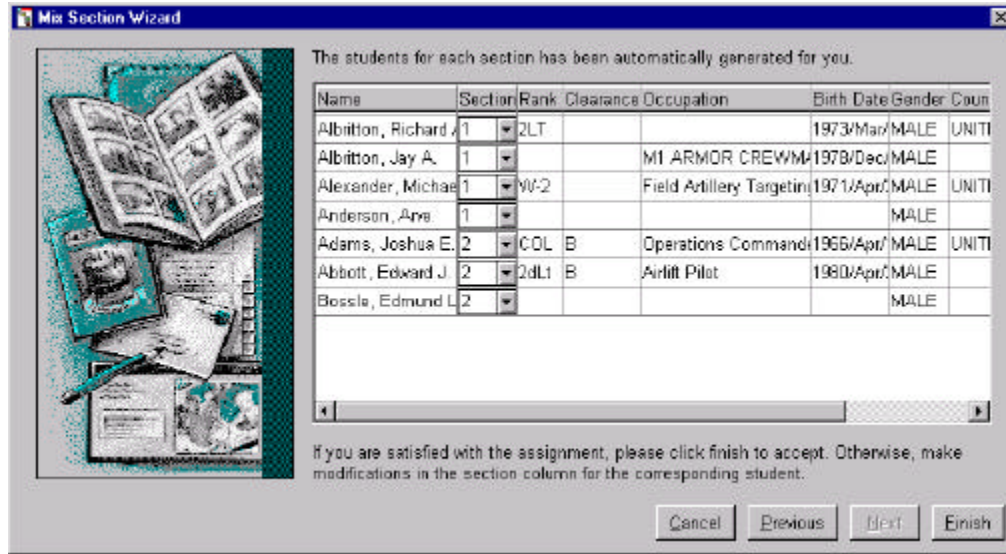 Mix Section Wizard
The students for each section has been automatically generated for you.
Name Section Rank Clearance Occupation Birth Date Gender Coun
Albritton, Richard 1 2LT 1973/Mar/ MALE UNITI
Albritton, Jay A. 1 M1 ARMOR CREWM 1978/Dec/ MALE
Alexander, Michae 1 W-2 Field Artillery Targeting 1971/Apr/ MALE UNITI
Anderson, 1 MALE
Adams, Joshua E. 2 COL B Operations Command 1966/Apr/ MALE UNITI
Abbott, Edward J. 2 2dLt B Airlift Pilot 1980/Apr/ MALE
Bossle, Edmund L 2 MALE
If you are satisfied with the assignment, please click finish to accept. Otherwise, make
modifications in the section column for the corresponding student.
Cancel Previous Next Finish